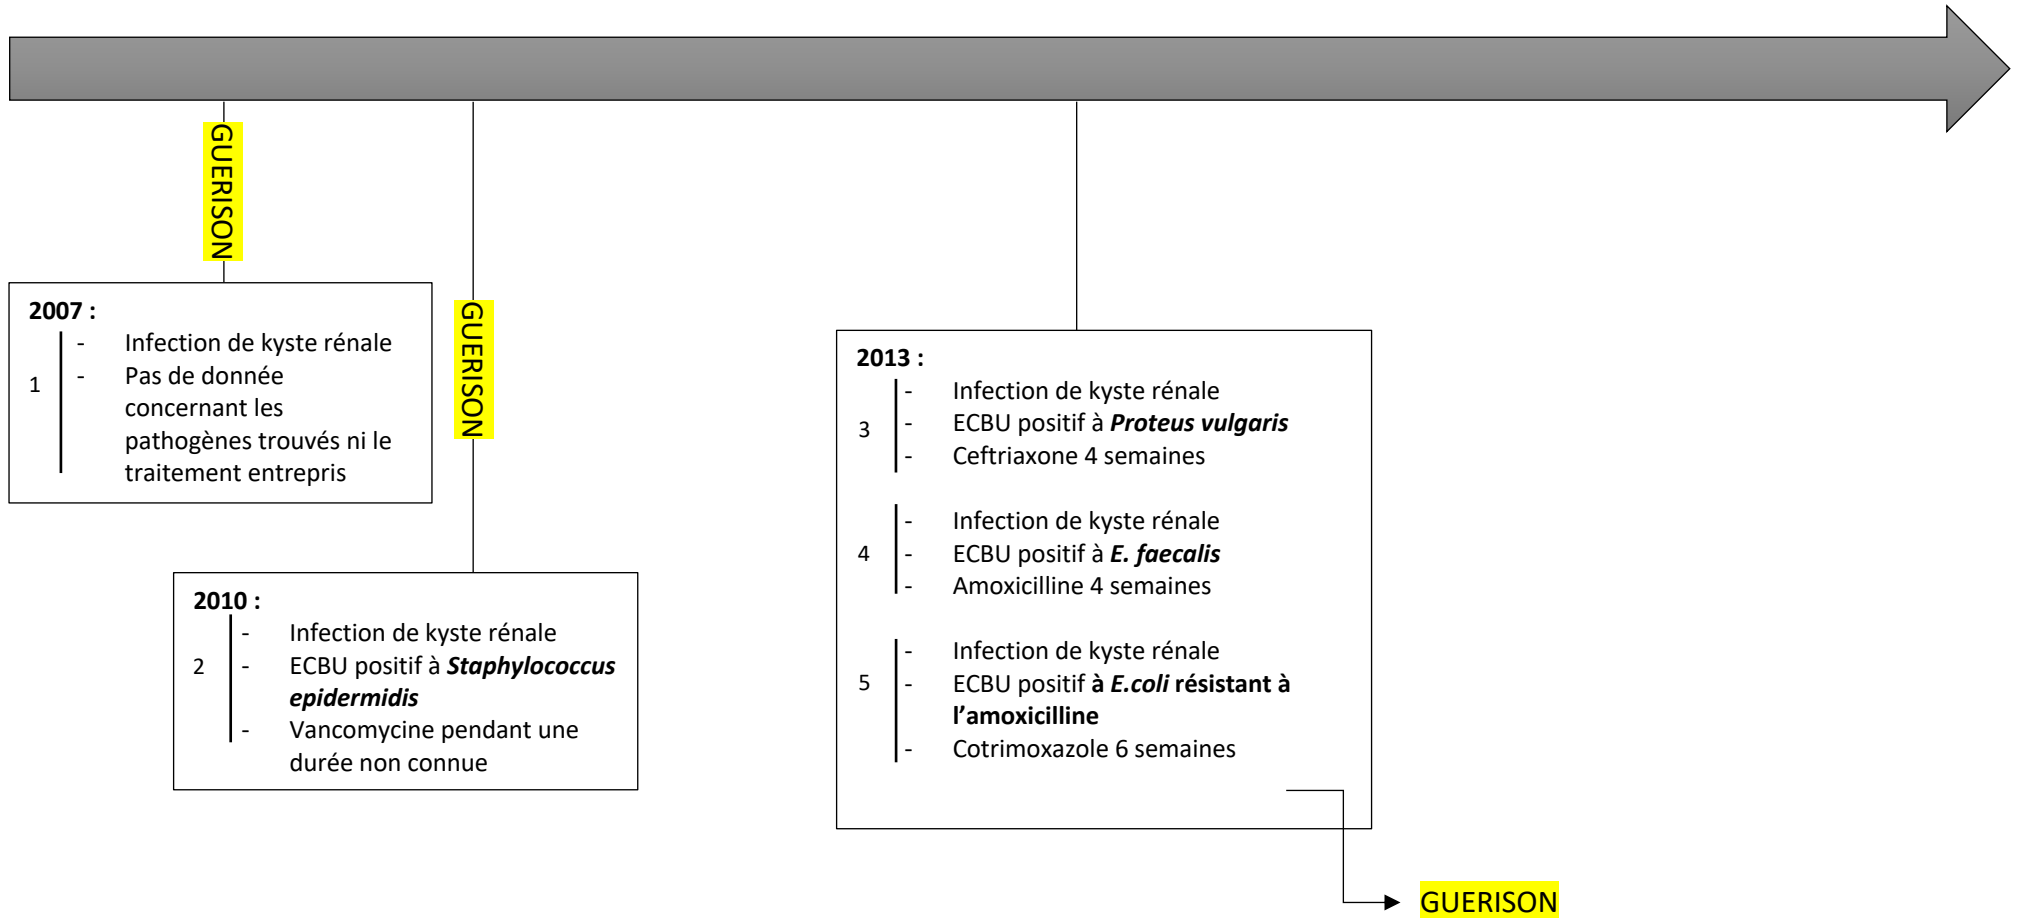 GUERISON
2007 :
1
- Infection de kyste rénale
- Pas de donnée
concernant les
pathogènes trouvés ni le
traitement entrepris
GUERISON
2010 :
2
- Infection de kyste rénale
- ECBU positif à Staphylococcus
epidermidis
- Vancomycine pendant une
durée non connue
2013 :
3
- Infection de kyste rénale
- ECBU positif à Proteus vulgaris
- Ceftriaxone 4 semaines
4
- Infection de kyste rénale
- ECBU positif à E. faecalis
- Amoxicilline 4 semaines
5
- Infection de kyste rénale
- ECBU positif à E.coli résistant à
l’amoxicilline
- Cotrimoxazole 6 semaines
GUERISON